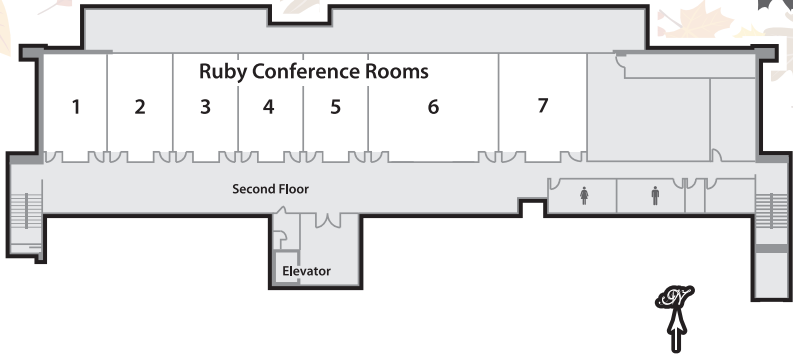 Ruby Conference Rooms
1 2 3 4 5 6 7
Second Floor
Elevator
N